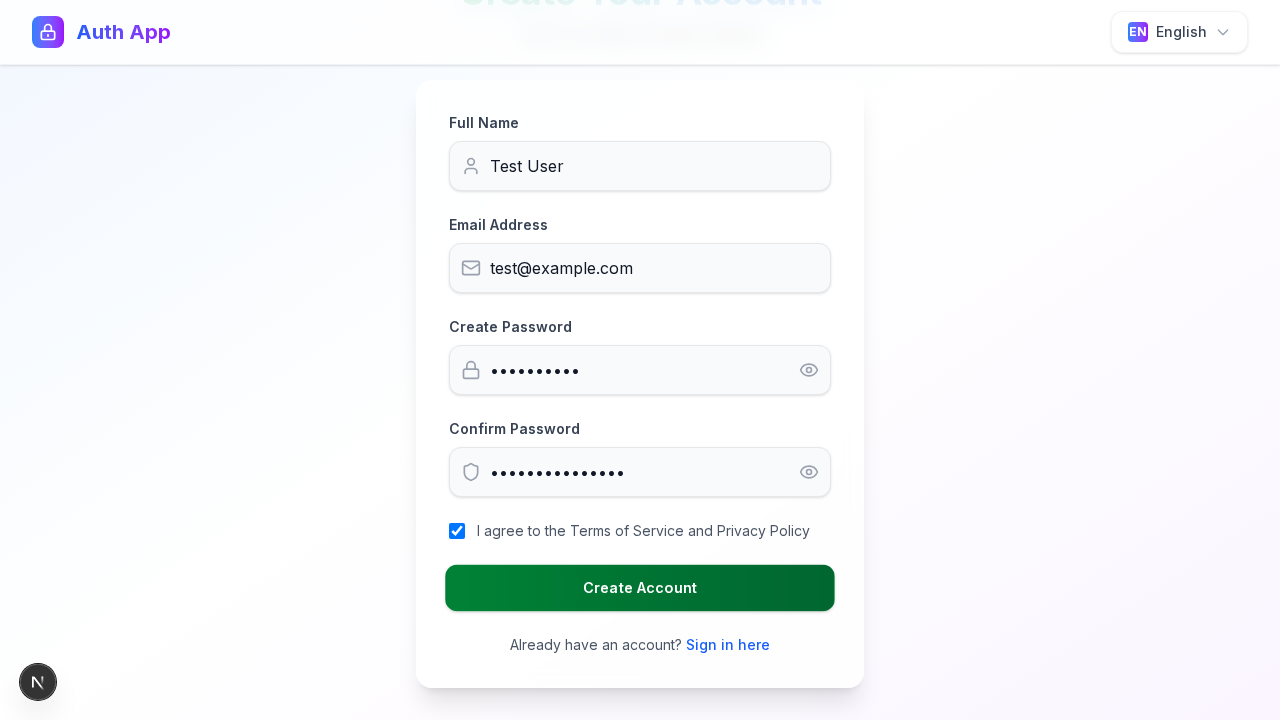 Create Your Account
Auth App
EN English
Full Name
Test User
Email Address
test@example.com
Create Password
••••••••••
Confirm Password
•••••••••••••••
I agree to the Terms of Service and Privacy Policy
Create Account
Already have an account? Sign in here
N